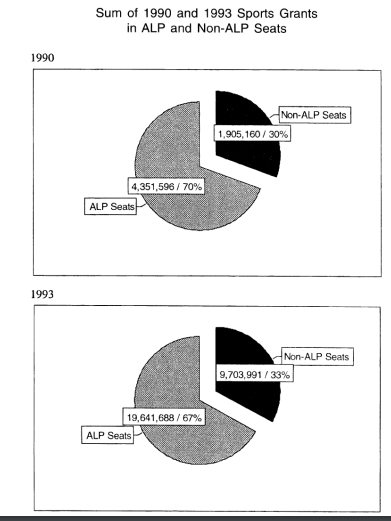 Sum of 1990 and 1993 Sports Grants
in ALP and Non-ALP Seats
1990
Non-ALP Seats
1,905,160 / 30%
4,351,596 / 70%
ALP Seats
1993
Non-ALP Seats
9,703,991 / 33%
19,641,688 / 67%
ALP Seats